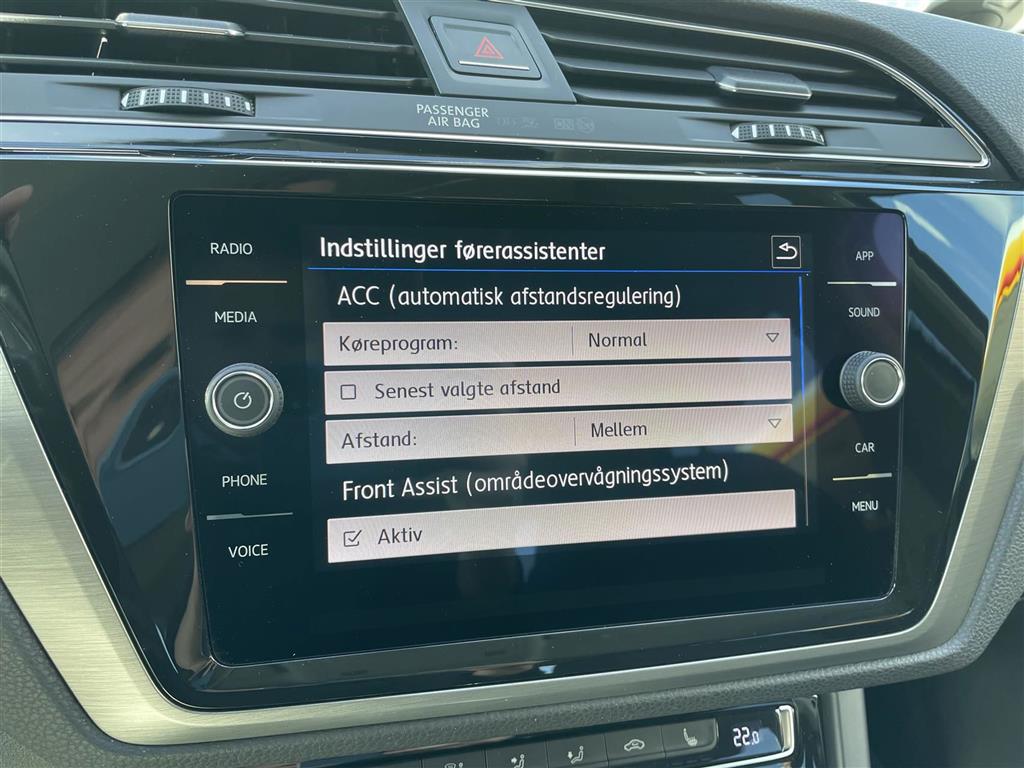 PASSENGER
AIR BAG
RADIO
MEDIA
PHONE
VOICE
Indstillinger førerassistenter
ACC (automatisk afstandsregulering)
Køreprogram: Normal
Senest valgte afstand
Afstand: Mellem
Front Assist (områdeovervågningssystem)
Aktiv
APP
SOUND
CAR
MENU
22.0